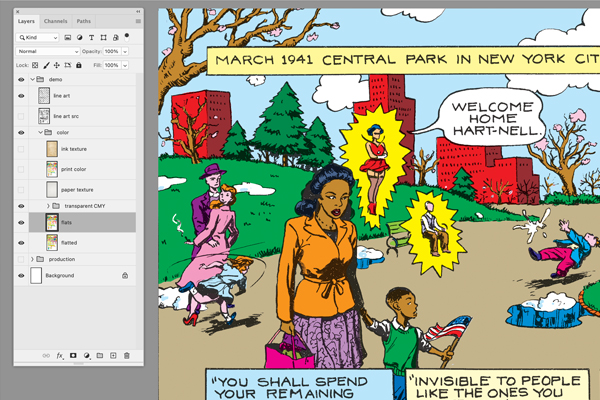 Layers Channels Paths
Kind
Normal Opacity: 100%
Lock: Fill: 100%
demo
line art
line art src
color
ink texture
print color
paper texture
transparent CMY
flats
flatted
production
Background
fx
MARCH 1941 CENTRAL PARK IN NEW YORK CIT
WELCOME
HOME
HART-NELL.
"YOU SHALL SPEND
YOUR REMAINING
"INVISIBLE TO PEOPLE
LIKE THE ONES YOU